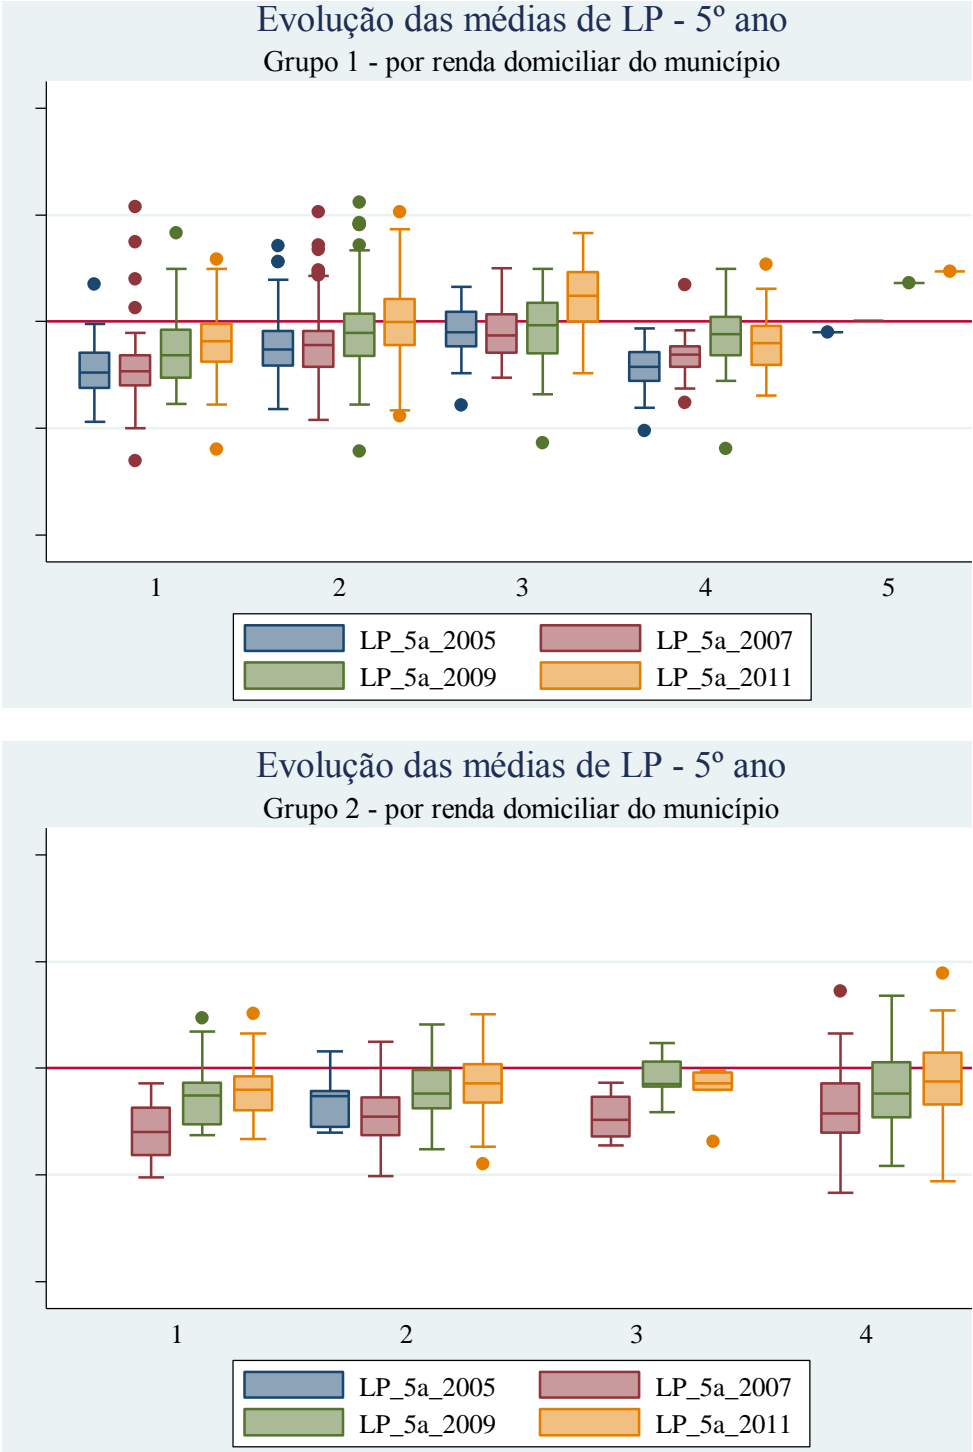 Evolução das médias de LP - 5º ano
Grupo 1 - por renda domiciliar do município
1 2 3 4 5
LP_5a_2005 LP_5a_2007
LP_5a_2009 LP_5a_2011
Evolução das médias de LP - 5º ano
Grupo 2 - por renda domiciliar do município
1 2 3 4
LP_5a_2005 LP_5a_2007
LP_5a_2009 LP_5a_2011